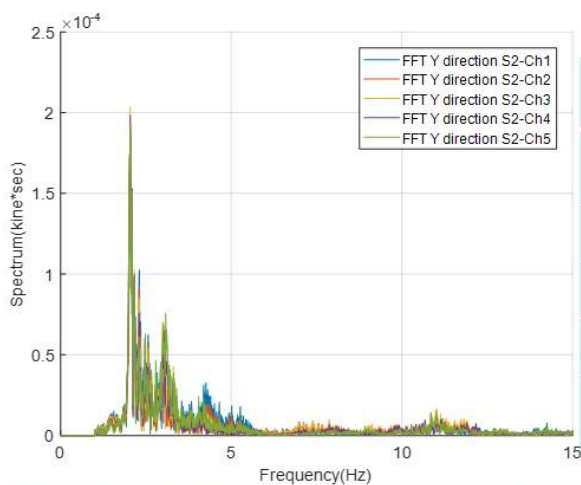 ×10⁻⁴
2.5
2
1.5
1
0.5
0
Spectrum(kine*sec)
FFT Y direction S2-Ch1
FFT Y direction S2-Ch2
FFT Y direction S2-Ch3
FFT Y direction S2-Ch4
FFT Y direction S2-Ch5
0 5 10 15
Frequency(Hz)